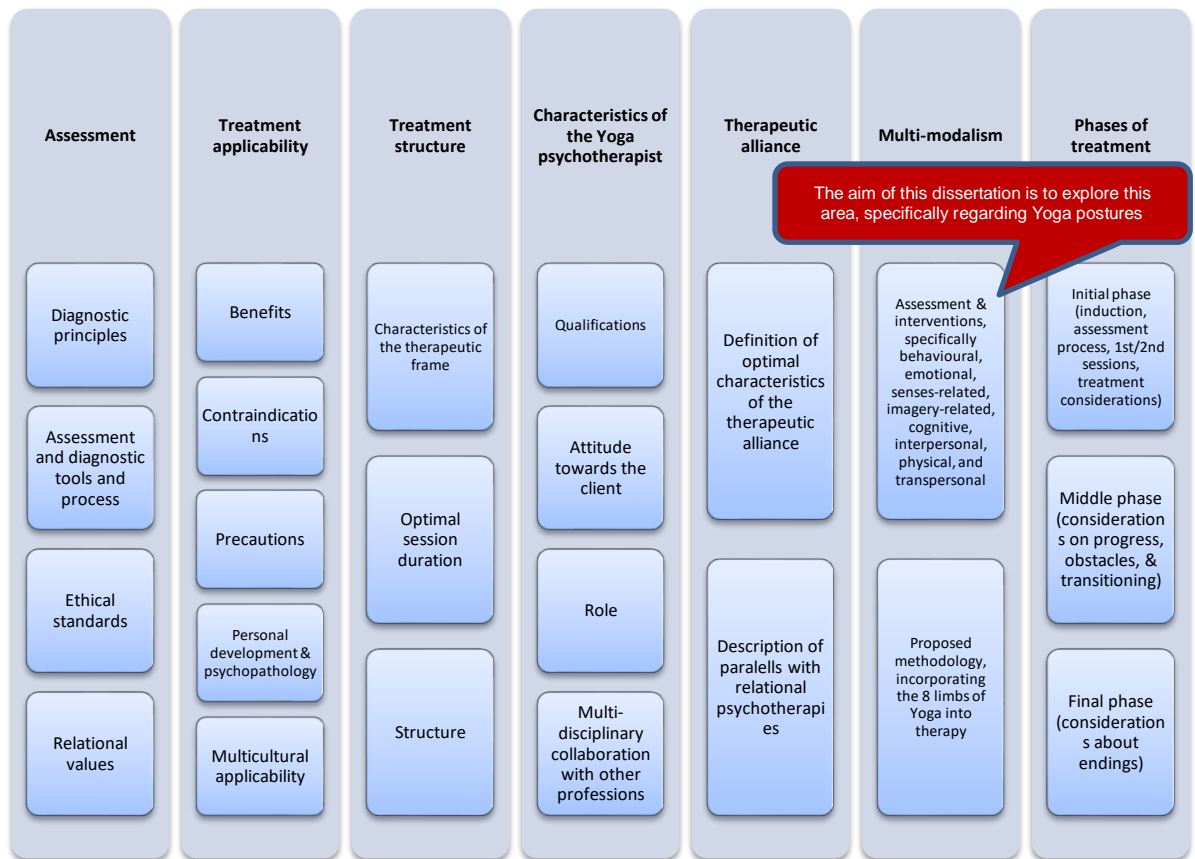 Assessment
Diagnostic
principles
Assessment
and diagnostic
tools and
process
Ethical
standards
Relational
values
Treatment
applicability
Benefits
Contraindicatio
ns
Precautions
Personal
development &
psychopathology
Multicultural
applicability
Treatment
structure
Characteristics of
the therapeutic
frame
Optimal
session
duration
Structure
Characteristics of
the Yoga
psychotherapist
Qualifications
Attitude
towards the
client
Role
Multi-
disciplinary
collaboration
with other
professions
Therapeutic
alliance
Definition of
optimal
characteristics
of the
therapeutic
alliance
Description of
paralells with
relational
psychotherapi
es
Multi-modalism
The aim of this dissertation is to explore this
area, specifically regarding Yoga postures
Assessment &
interventions,
specifically
behavioural,
emotional,
senses-related,
imagery-related,
cognitive,
interpersonal,
physical, and
transpersonal
Proposed
methodology,
incorporating
the 8 limbs of
Yoga into
therapy
Phases of
treatment
Initial phase
(induction,
assessment
process, 1st/2nd
sessions,
treatment
considerations)
Middle phase
(consideration
s on progress,
obstacles, &
transitioning)
Final phase
(consideration
s about
endings)